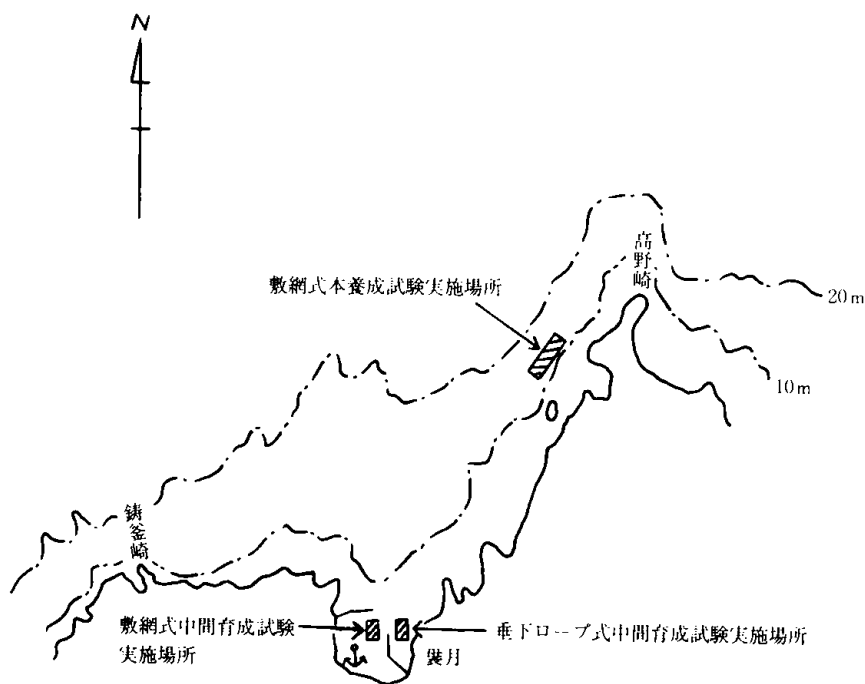 N
高野崎
敷網式本養成試験実施場所
20m
10m
鋳釜崎
敷網式中間育成試験
実施場所
垂下ロープ式中間育成試験実施場所
袰月